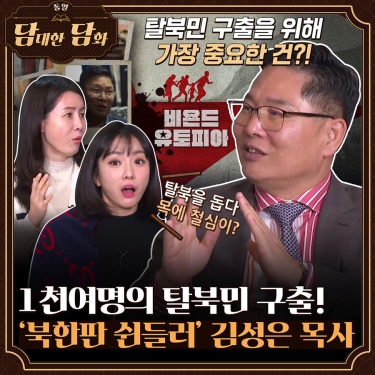 통일
담대한 담화
탈북민 구출을 위해
가장 중요한 건?!
비욘드
유토피아
탈북을 돕다
목에 철심이?
1천여명의 탈북민 구출!
‘북한판 쉰들러’ 김성은 목사